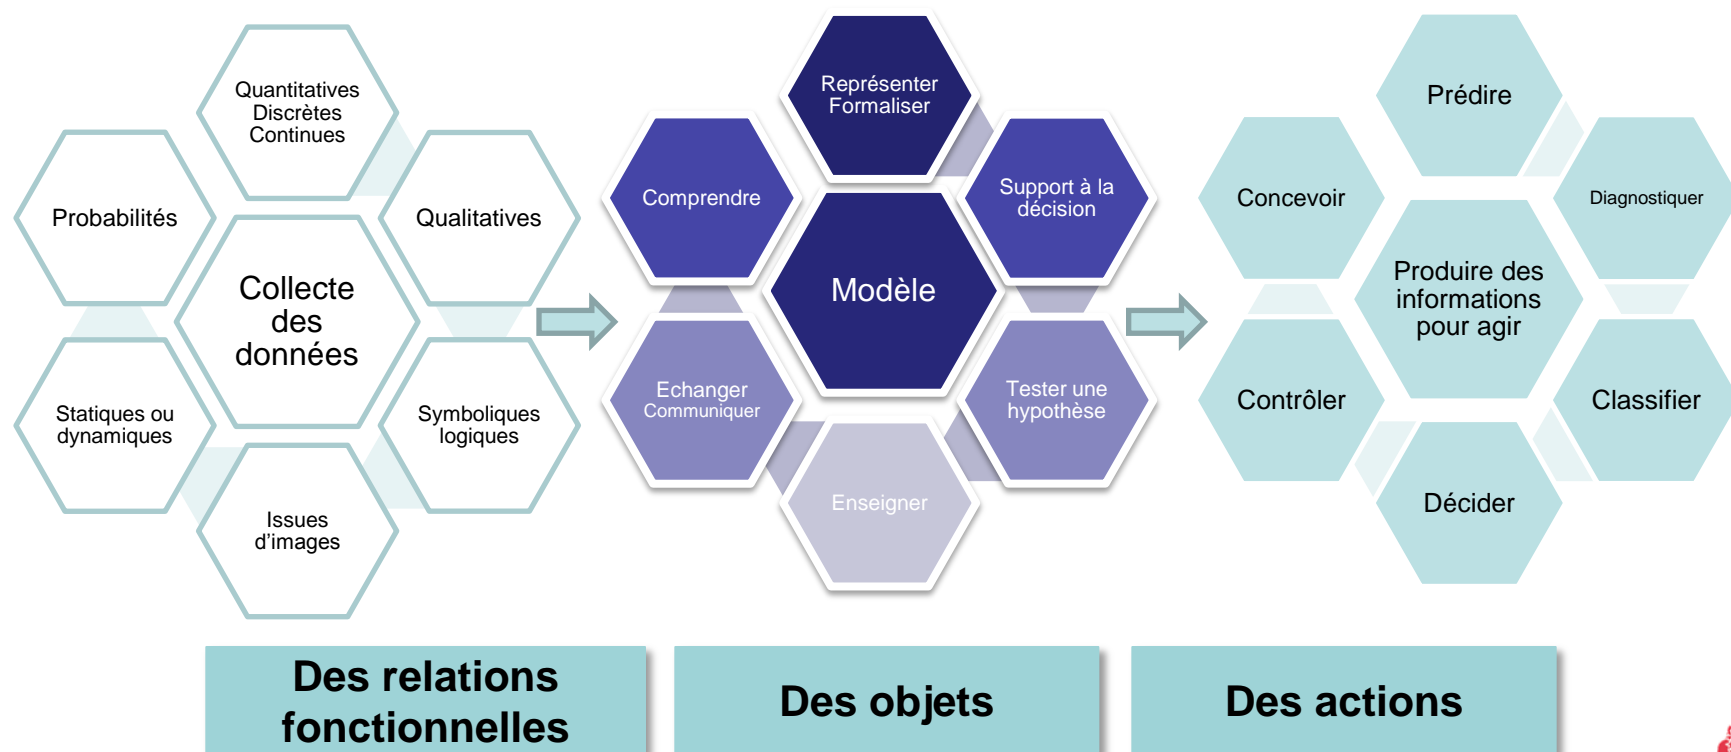 Quantitatives
Discrètes
Continues
Probabilités
Qualitatives
Collecte
des
données
Statiques ou
dynamiques
Symboliques
logiques
Issues
d'images
Représenter
Formaliser
Comprendre
Support à la
décision
Modèle
Echanger
Communiquer
Tester une
hypothèse
Enseigner
Prédire
Concevoir
Diagnostiquer
Produire des
informations
pour agir
Contrôler
Classifier
Décider
Des relations
fonctionnelles
Des objets
Des actions